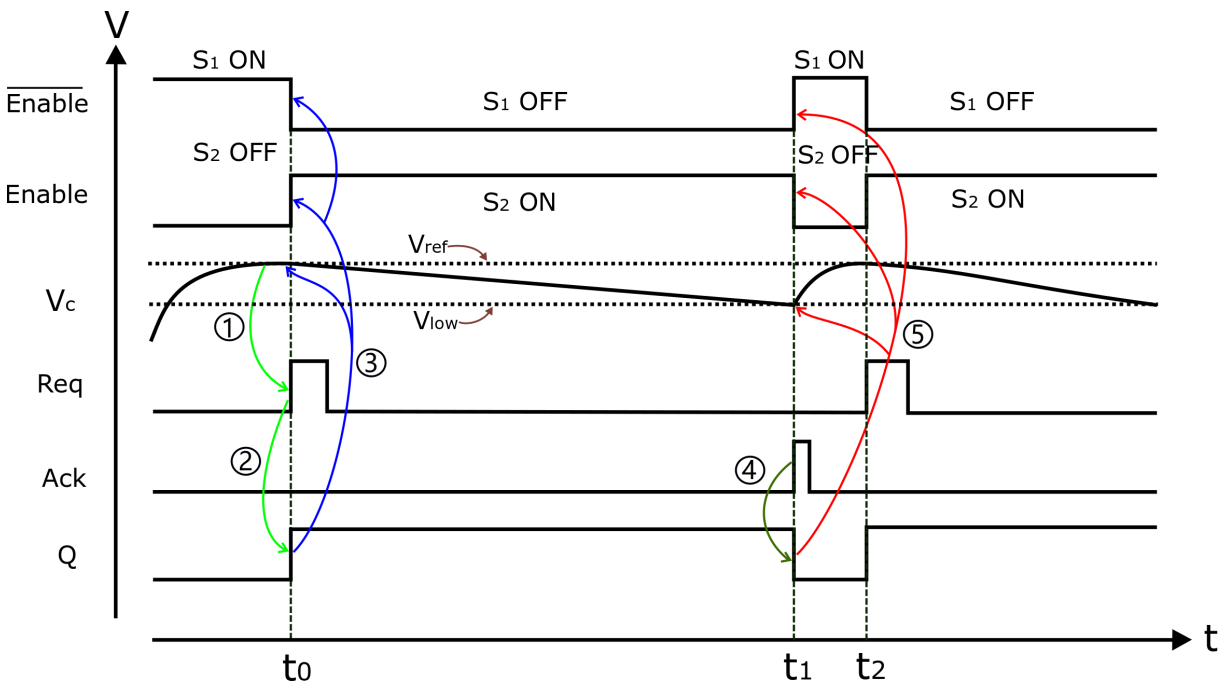 V
S1 ON
S1 ON
Enable
S1 OFF
S1 OFF
S2 OFF
S2 OFF
Enable
S2 ON
S2 ON
Vref
Vc
Vlow
①
⑤
③
Req
②
④
Ack
Q
t
t0
t1
t2